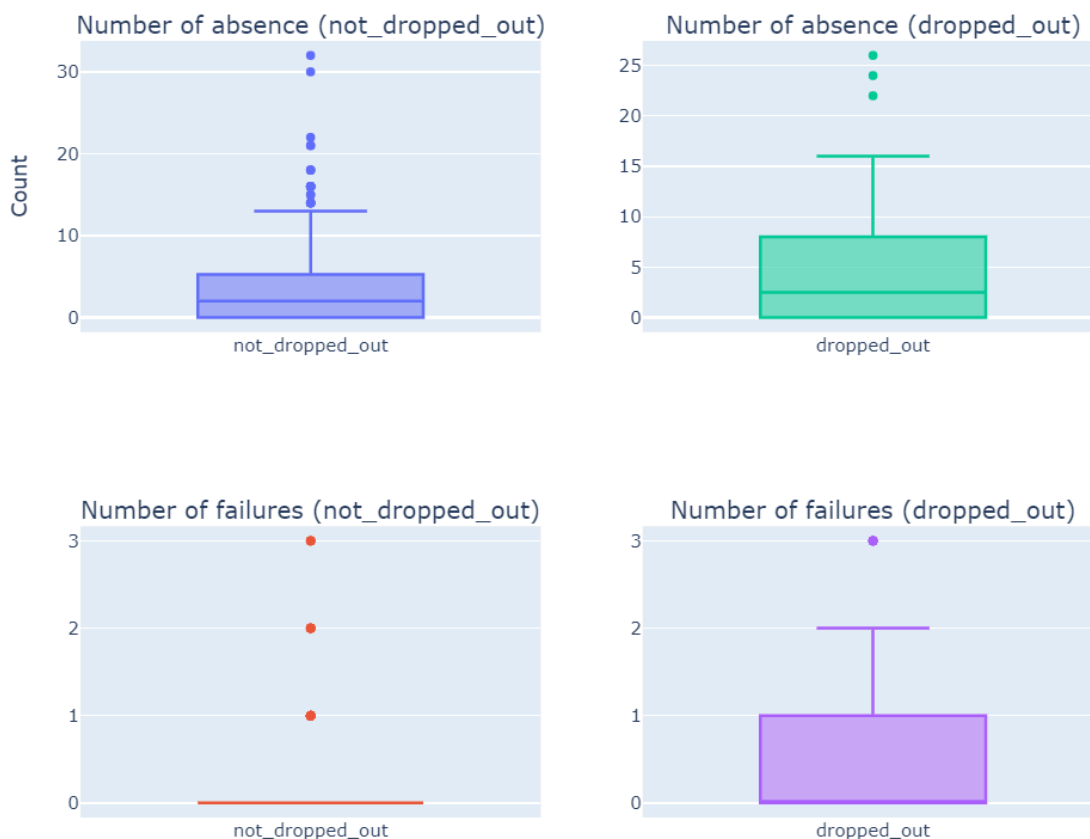 Number of absence (not_dropped_out)
Number of absence (dropped_out)
Count
30
20
10
0
not_dropped_out
25
20
15
10
5
0
dropped_out
Number of failures (not_dropped_out)
Number of failures (dropped_out)
3
2
1
0
not_dropped_out
3
2
1
0
dropped_out